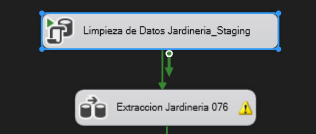 Limpieza de Datos Jardineria_Staging
Extraccion Jardineria 076